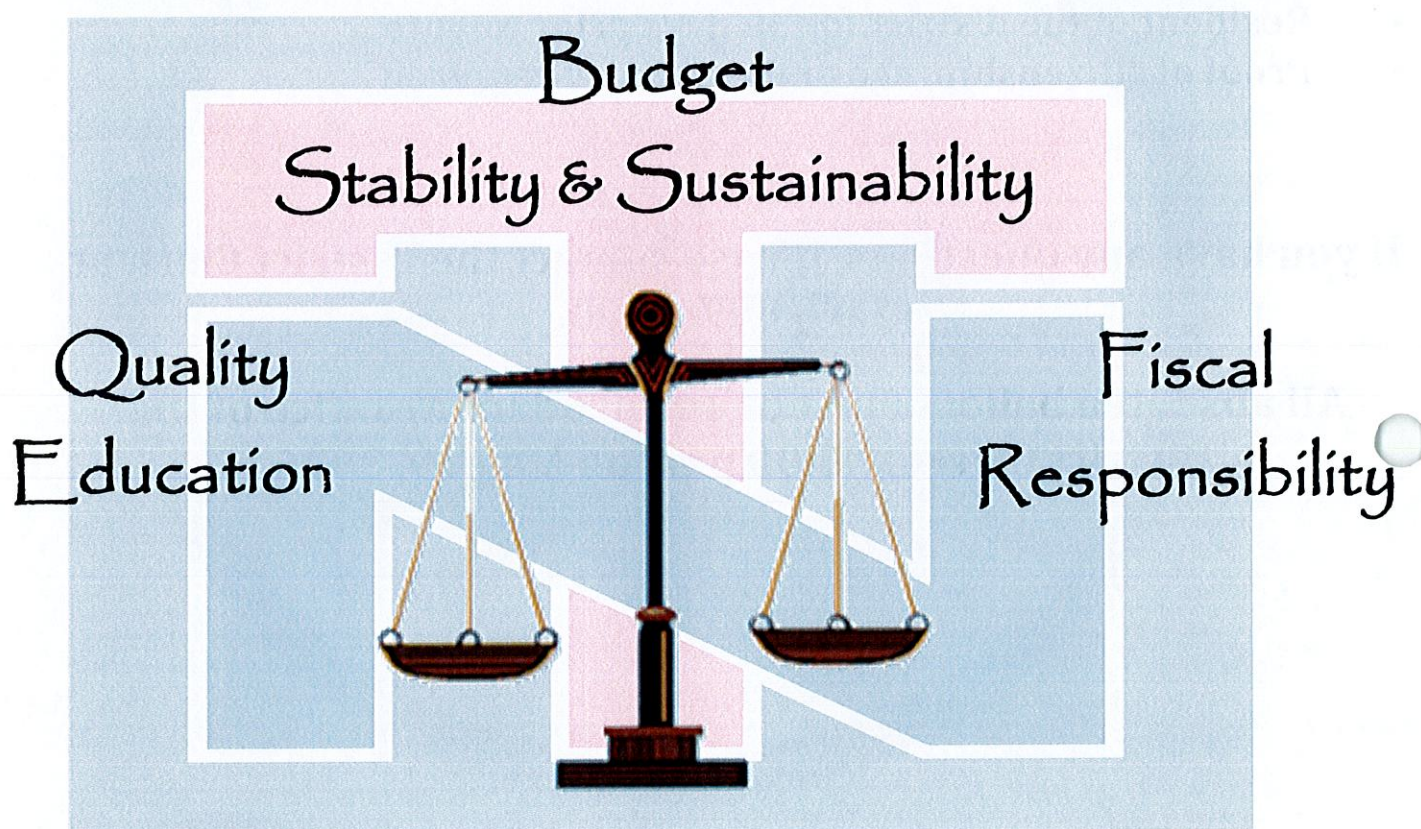 Budget
Stability & Sustainability
Quality
Education
Fiscal
Responsibility